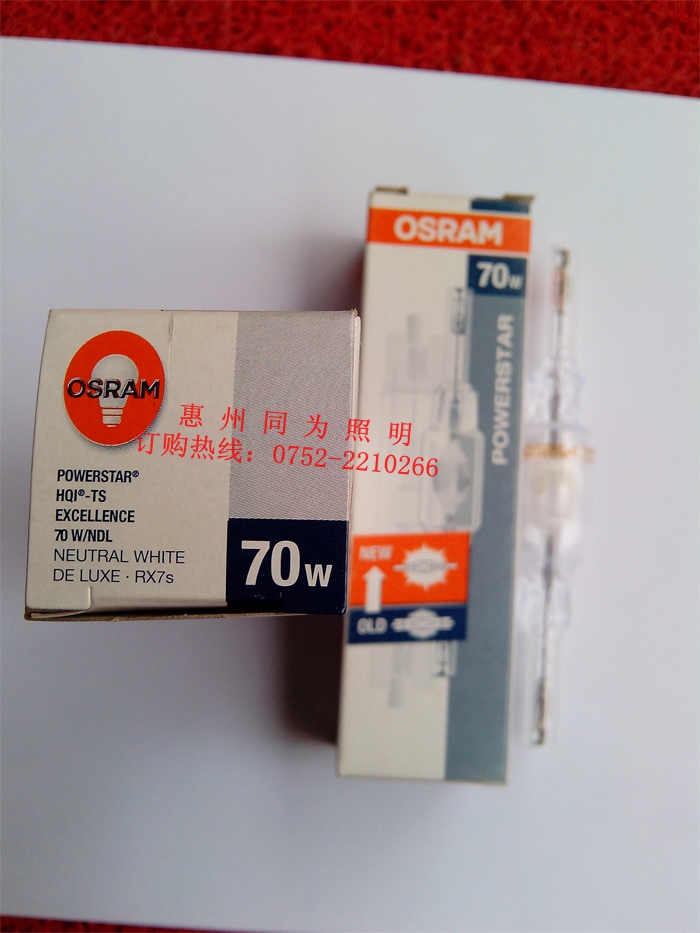 OSRAM
惠州同为照明
订购热线：0752-2210266
POWERSTAR®
HQI®-TS
EXCELLENCE
70 W/NDL
NEUTRAL WHITE
DE LUXE · RX7s
70W
OSRAM
70W
POWERSTAR
NEW
OLD
OSRAM